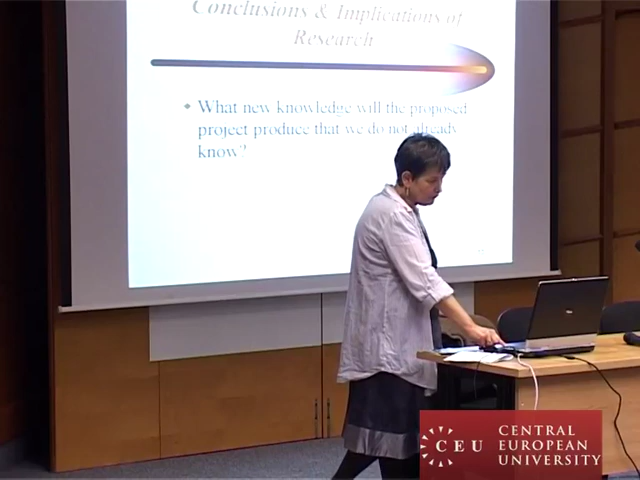 Conclusions & Implications of
Research
What new knowledge will the proposed
project produce that we do not already
know?
CEU
CENTRAL
EUROPEAN
UNIVERSITY